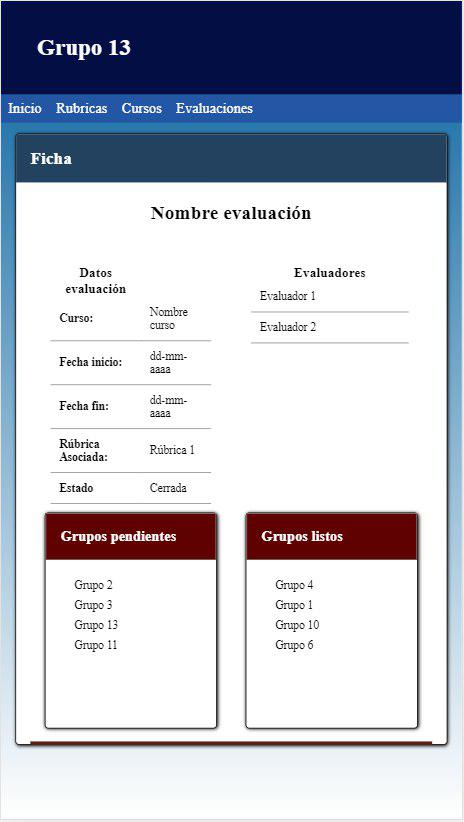 Grupo 13
Inicio Rubricas Cursos Evaluaciones
Ficha
Nombre evaluación
Datos
evaluación
Curso: Nombre
curso
Fecha inicio: dd-mm-
aaaa
Fecha fin: dd-mm-
aaaa
Rúbrica
Asociada: Rúbrica 1
Estado Cerrada
Evaluadores
Evaluador 1
Evaluador 2
Grupos pendientes
Grupo 2
Grupo 3
Grupo 13
Grupo 11
Grupos listos
Grupo 4
Grupo 1
Grupo 10
Grupo 6